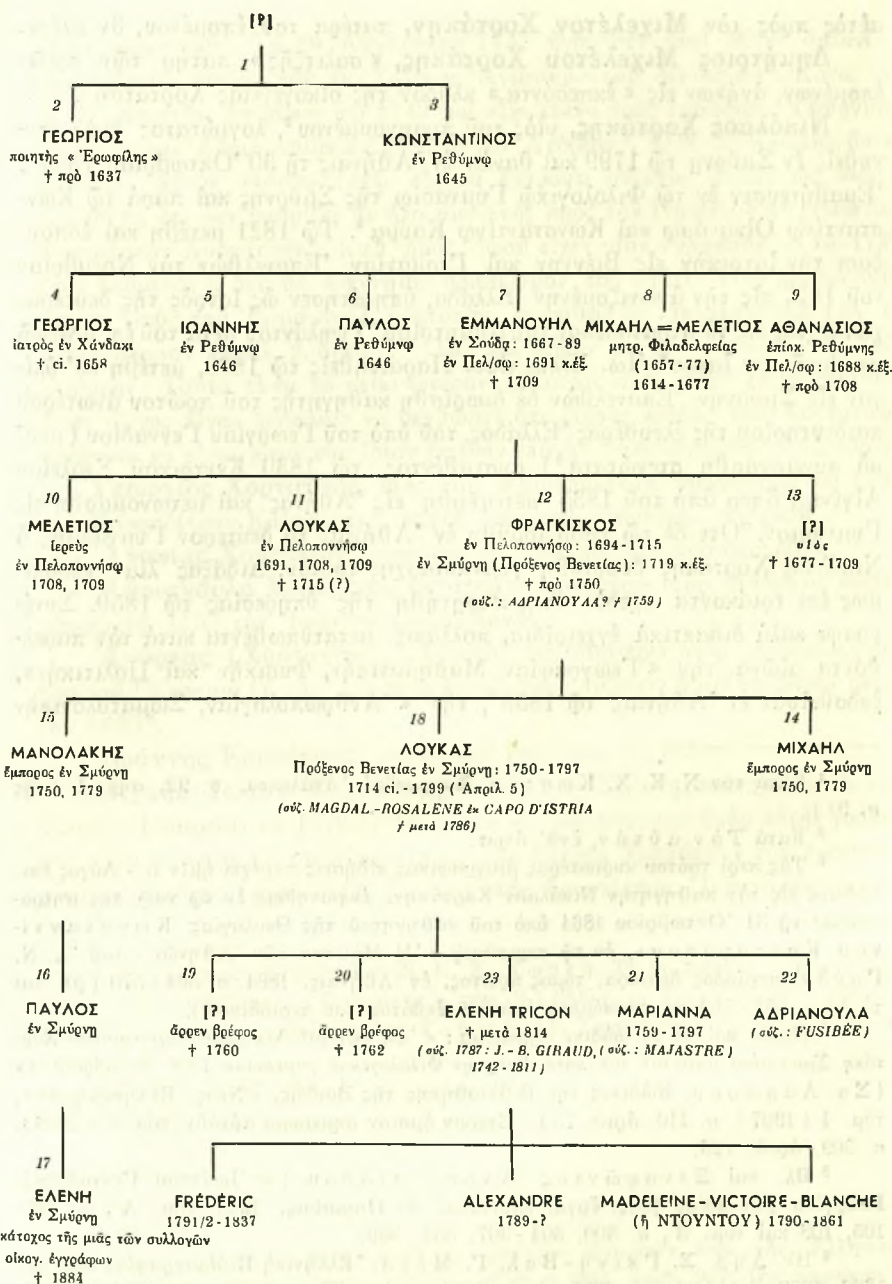 [P]
1
2
ΓΕΩΡΓΙΟΣ
ποιητὴς « Ἐρωφίλης »
† πρὸ 1637
3
ΚΩΝΣΤΑΝΤΙΝΟΣ
ἐν Ρεθύμνῳ
1645
4
ΓΕΩΡΓΙΟΣ
ἰατρὸς ἐν Χάνδακι
† ci. 1658
5
ΙΩΑΝΝΗΣ
ἐν Ρεθύμνῳ
1646
6
ΠΑΥΛΟΣ
ἐν Ρεθύμνῳ
1646
7
ΕΜΜΑΝΟΥΗΛ
ἐν Σούδᾳ: 1667-89
ἐν Πελ/σῳ: 1691 κ.ἑξ.
† 1709
8
ΜΙΧΑΗΛ = ΜΕΛΕΤΙΟΣ
μητρ. Φιλαδελφείας
(1657-77)
1614-1677
9
ΑΘΑΝΑΣΙΟΣ
ἐπίσκ. Ρεθύμνης
ἐν Πελ/σῳ: 1688 κ.ἑξ.
† πρὸ 1708
10
ΜΕΛΕΤΙΟΣ
ἱερεὺς
ἐν Πελοποννήσῳ
1708, 1709
11
ΛΟΥΚΑΣ
ἐν Πελοποννήσῳ
1691, 1708, 1709
† 1715 (?)
12
ΦΡΑΓΚΙΣΚΟΣ
ἐν Πελοποννήσῳ: 1694-1715
ἐν Σμύρνῃ (Πρόξενος Βενετίας): 1719 κ.ἑξ.
† πρὸ 1750
(σύζ.: ΑΔΡΙΑΝΟΥΛΑ? † 1759)
13
[?]
υἱὸς
† 1677-1709
15
ΜΑΝΟΛΑΚΗΣ
ἔμπορος ἐν Σμύρνῃ
1750, 1779
18
ΛΟΥΚΑΣ
Πρόξενος Βενετίας ἐν Σμύρνῃ: 1750-1797
1714 ci. - 1799 (Ἀπριλ. 5)
(σύζ. MAGDAL - ROSALENE ἐκ CAPO D'ISTRIA
† μετὰ 1786)
14
ΜΙΧΑΗΛ
ἔμπορος ἐν Σμύρνῃ
1750, 1779
16
ΠΑΥΛΟΣ
ἐν Σμύρνῃ
19
[?]
ἄρρεν βρέφος
† 1760
20
[?]
ἄρρεν βρέφος
† 1762
23
ΕΛΕΝΗ TRICON
† μετὰ 1814
(σύζ. 1787: J. - B. GIRAUD,
1742 - 1811)
21
ΜΑΡΙΑΝΝΑ
1759-1797
(σύζ.: MAJASTRE)
22
ΑΔΡΙΑΝΟΥΛΑ
(σύζ.: FUSIBÉE)
17
ΕΛΕΝΗ
ἐν Σμύρνῃ
κάτοχος τῆς μιᾶς τῶν συλλογῶν
οἰκογ. ἐγγράφων
† 1884
FRÉDÉRIC
1791/2-1837
ALEXANDRE
1789-?
MADELEINE-VICTOIRE-BLANCHE
(ἢ ΝΤΟΥΝΤΟΥ) 1790-1861